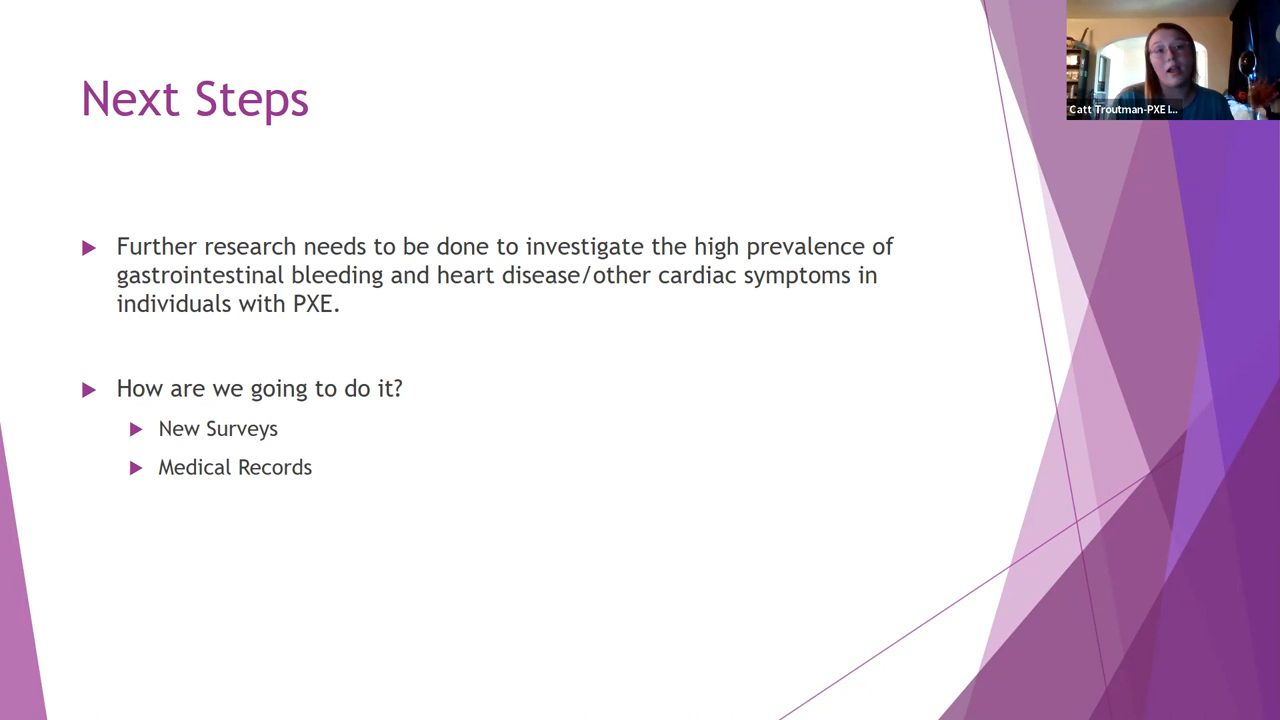 Next Steps
Further research needs to be done to investigate the high prevalence of
gastrointestinal bleeding and heart disease/other cardiac symptoms in
individuals with PXE.
How are we going to do it?
New Surveys
Medical Records
Catt Troutman-PXE I...